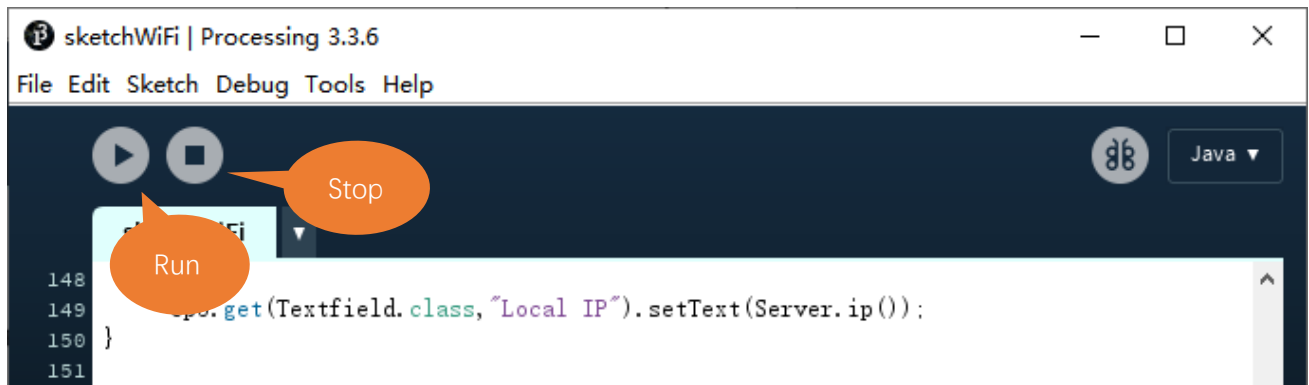 sketchWiFi | Processing 3.3.6
File Edit Sketch Debug Tools Help
Java
Stop
Run
148
149 .get(Textfield.class,"Local IP").setText(Server.ip());
150 }
151